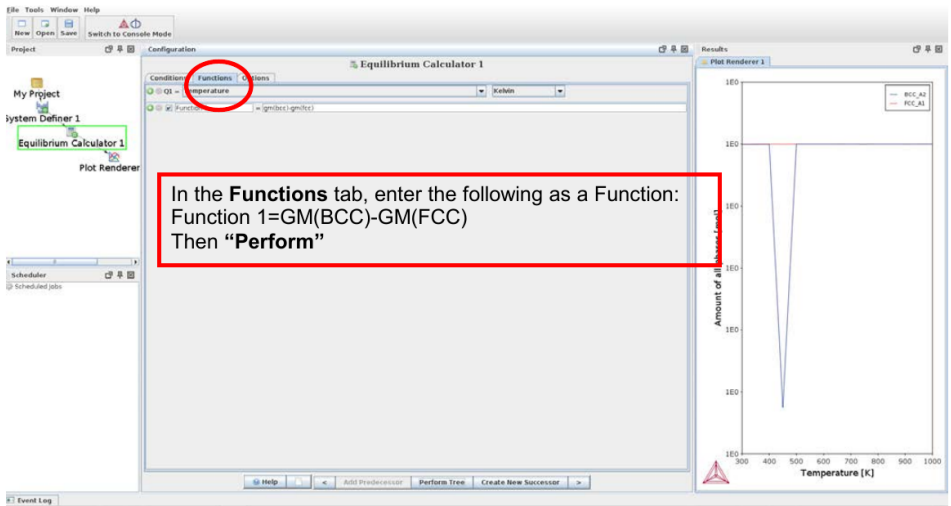 File Tools Window Help
New Open Save Switch to Console Mode
Project
My Project
System Definer 1
Equilibrium Calculator 1
Plot Renderer
Scheduler
Scheduled jobs
Configuration
Equilibrium Calculator 1
Conditions Functions Options
Q1 = Temperature Kelvin
Function = gm(bcc)-gm(fcc)
In the Functions tab, enter the following as a Function:
Function 1=GM(BCC)-GM(FCC)
Then “Perform”
Help < Add Predecessor Perform Tree Create New Successor >
Results
Plot Renderer 1
BCC_A2
FCC_A1
1E0
1E0
1E0
1E0
1E0
1E0
1E0
300 400 500 600 700 800 900 1000
Temperature [K]
Event Log